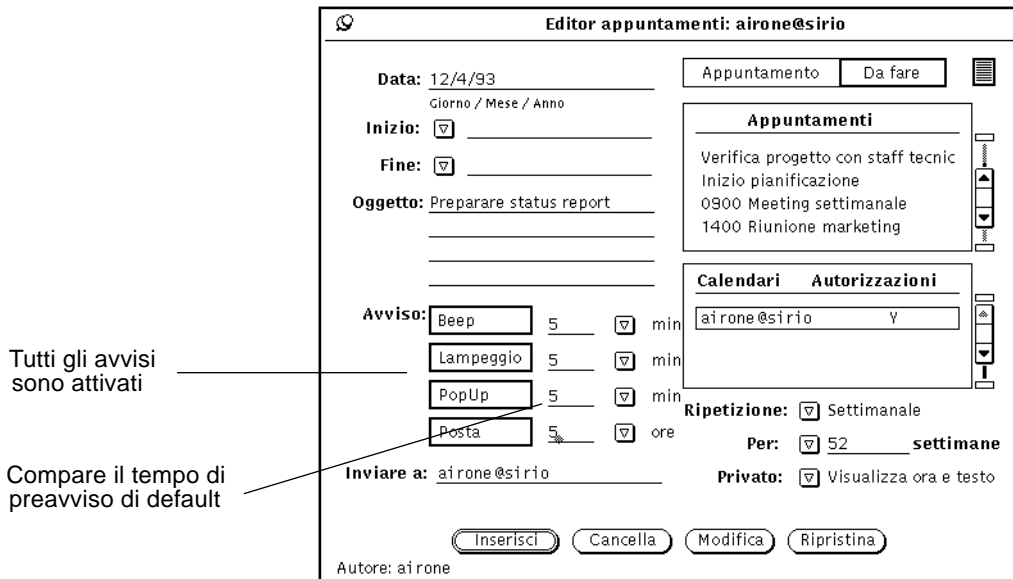 Editor appuntamenti: airone@sirio
Data: 12/4/93
Giorno / Mese / Anno
Inizio:
Fine:
Oggetto: Preparare status report
Avviso:
Beep 5 min
Lampeggio 5 min
PopUp 5 min
Posta 5 ore
Inviare a: airone@sirio
Appuntamento Da fare
Appuntamenti
Verifica progetto con staff tecnic
Inizio pianificazione
0900 Meeting settimanale
1400 Riunione marketing
Calendari Autorizzazioni
airone@sirio Y
Ripetizione: Settimanale
Per: 52 settimane
Privato: Visualizza ora e testo
Inserisci Cancella Modifica Ripristina
Autore: airone
Tutti gli avvisi
sono attivati
Compare il tempo di
preavviso di default